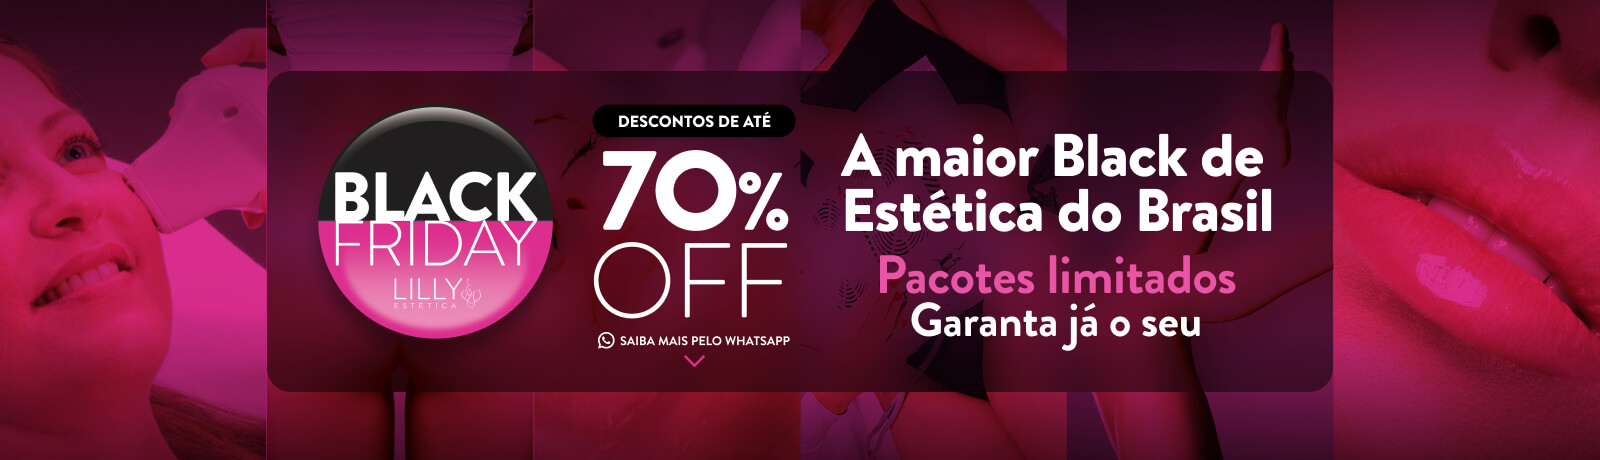 BLACK
FRIDAY
LILLY
ESTÉTICA
DESCONTOS DE ATÉ
70%
OFF
SAIBA MAIS PELO WHATSAPP
A maior Black de
Estética do Brasil
Pacotes limitados
Garanta já o seu